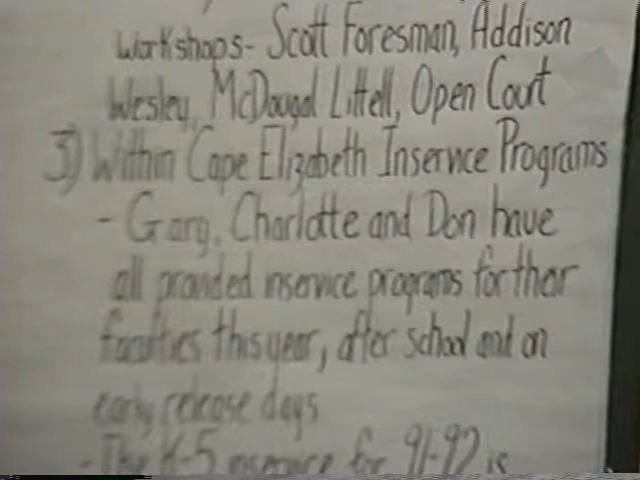 Workshops- Scott Foresman, Addison
Wesley, McDougal Littell, Open Court
3) Within Cape Elizabeth Inservice Programs
- Gary, Charlotte and Don have
all provided inservice programs for their
faculties this year, after school and on
early release days
- The K-5 inservice for 91-92 is